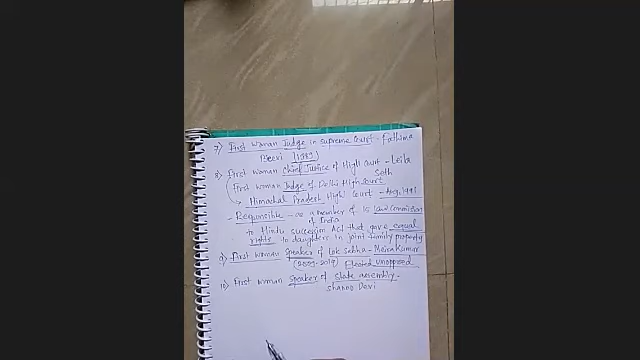 7) First woman Judge in supreme Court - Fathima
Beevi (1989)
8) First woman Chief Justice of High Court - Leila
Seth
First woman Judge of Delhi High Court
Himachal Pradesh High Court - Aug, 1991
- Responsible - as a member of 15 Law Commission
of India
to Hindu succession Act that gave equal
rights to daughters in joint family property
9) First woman Speaker of Lok sabha - Meira Kumar
(2009-2014) Elected unopposed
10) First woman Speaker of State assembly -
Shanno Devi